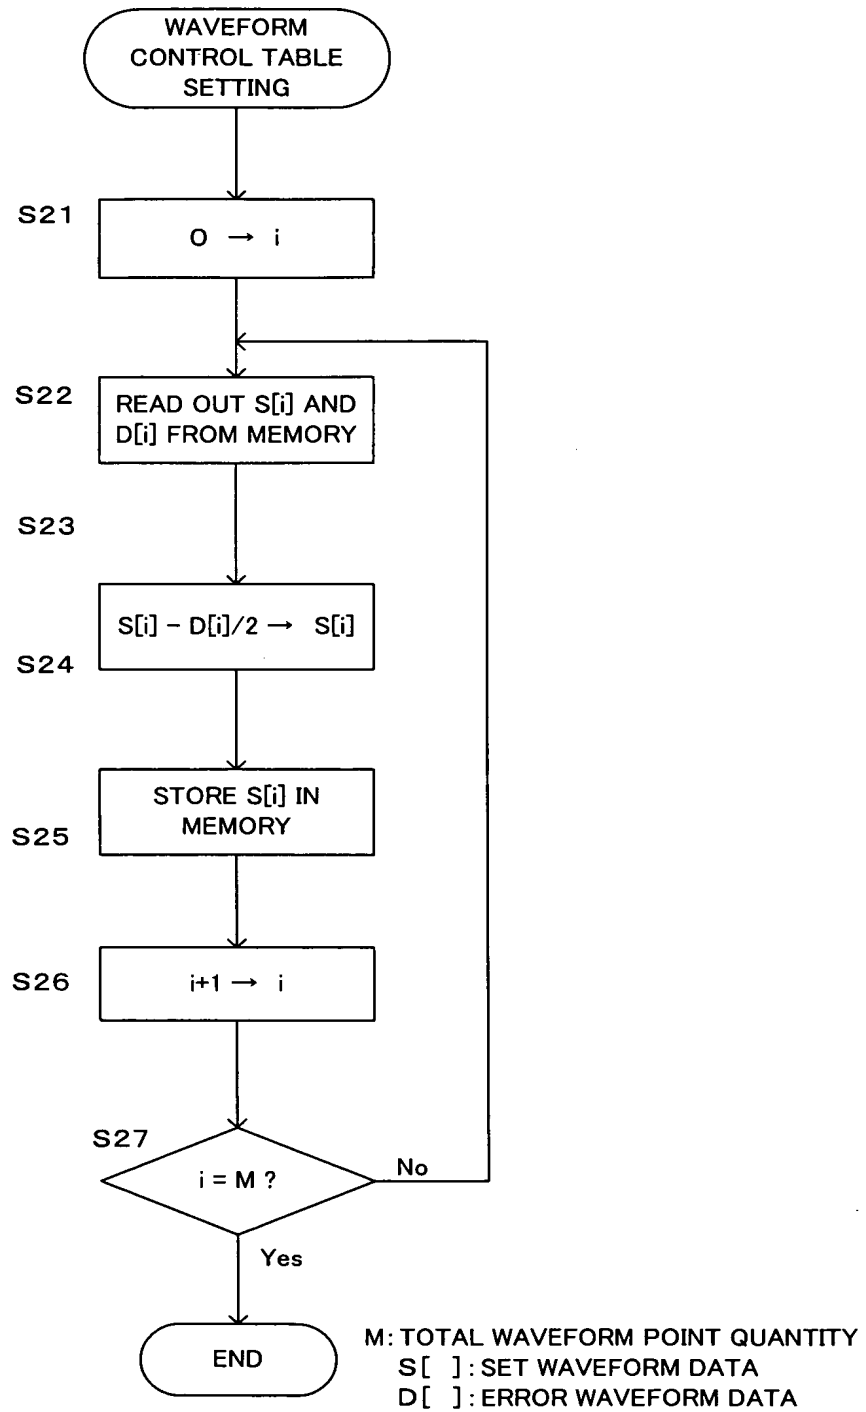 WAVEFORM
CONTROL TABLE
SETTING
S21
0 → i
S22
READ OUT S[i] AND
D[i] FROM MEMORY
S23
S[i] − D[i]/2 → S[i]
S24
STORE S[i] IN
MEMORY
S25
i+1 → i
S26
S27
i = M ?
No
Yes
END
M: TOTAL WAVEFORM POINT QUANTITY
S[ ] : SET WAVEFORM DATA
D[ ] : ERROR WAVEFORM DATA